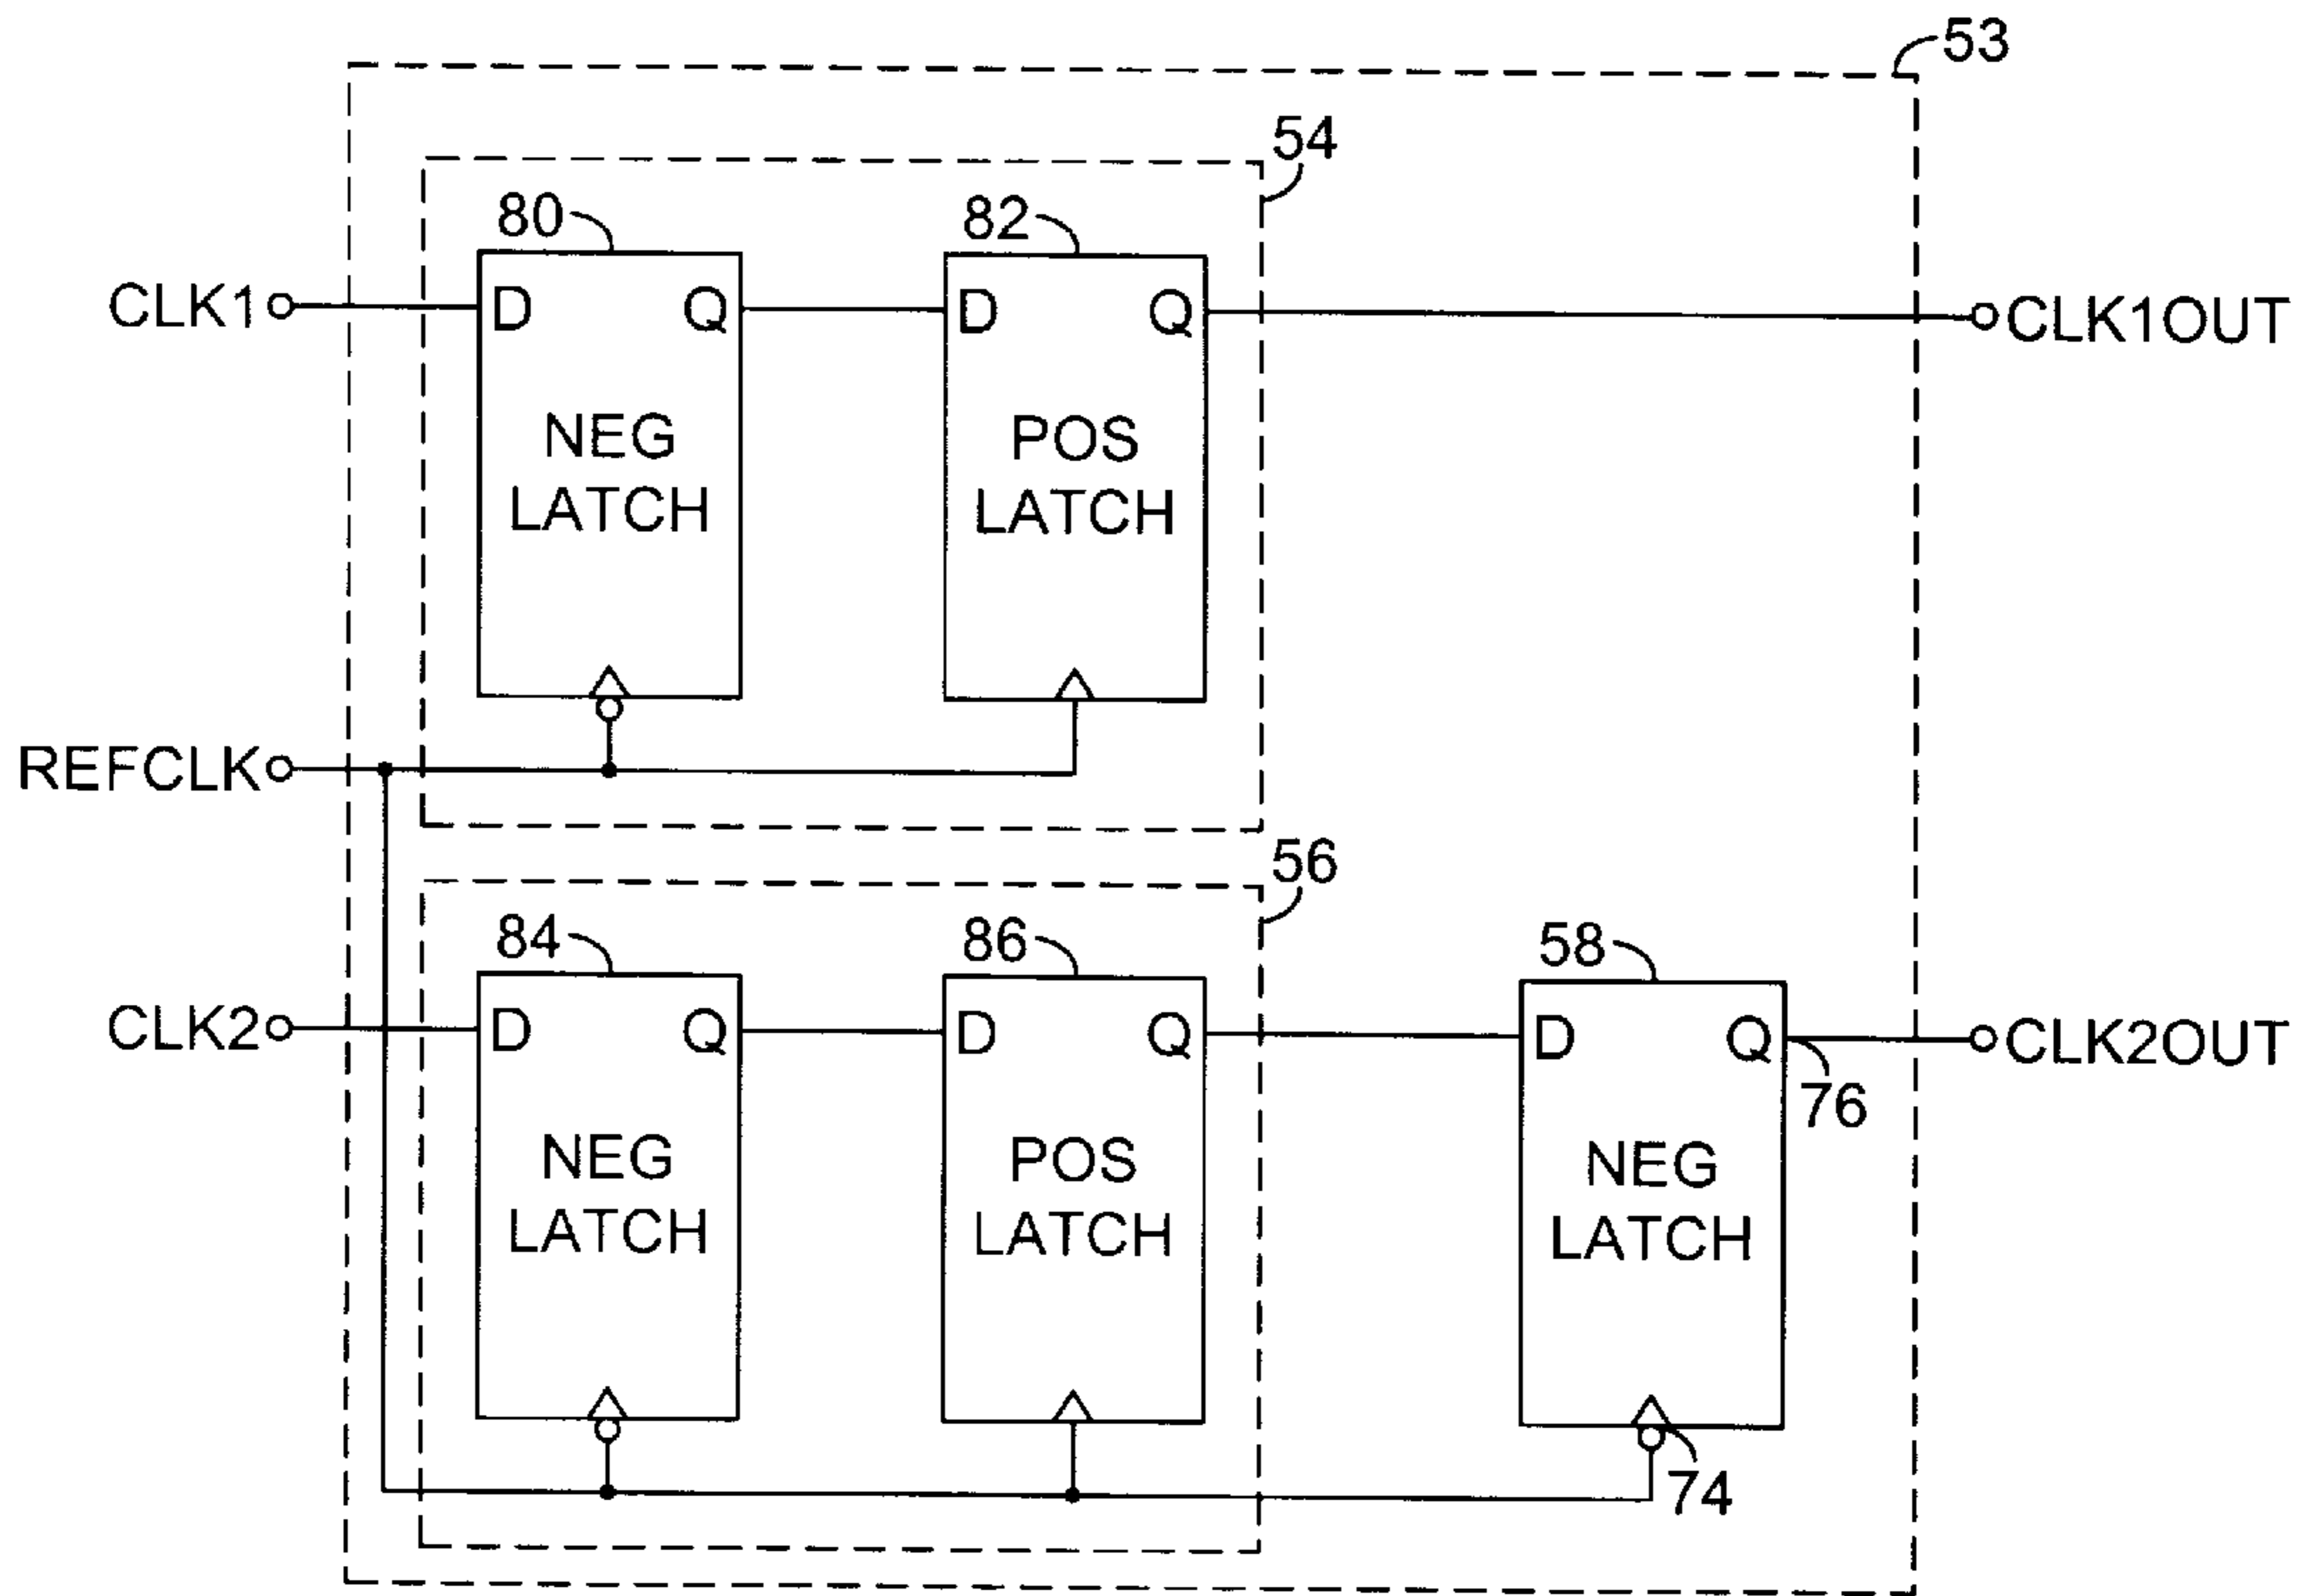 53
54
80
82
CLK1
D
Q
D
Q
CLK1OUT
NEG
LATCH
POS
LATCH
REFCLK
56
84
86
58
CLK2
D
Q
D
Q
D
Q
CLK2OUT
76
NEG
LATCH
POS
LATCH
NEG
LATCH
74